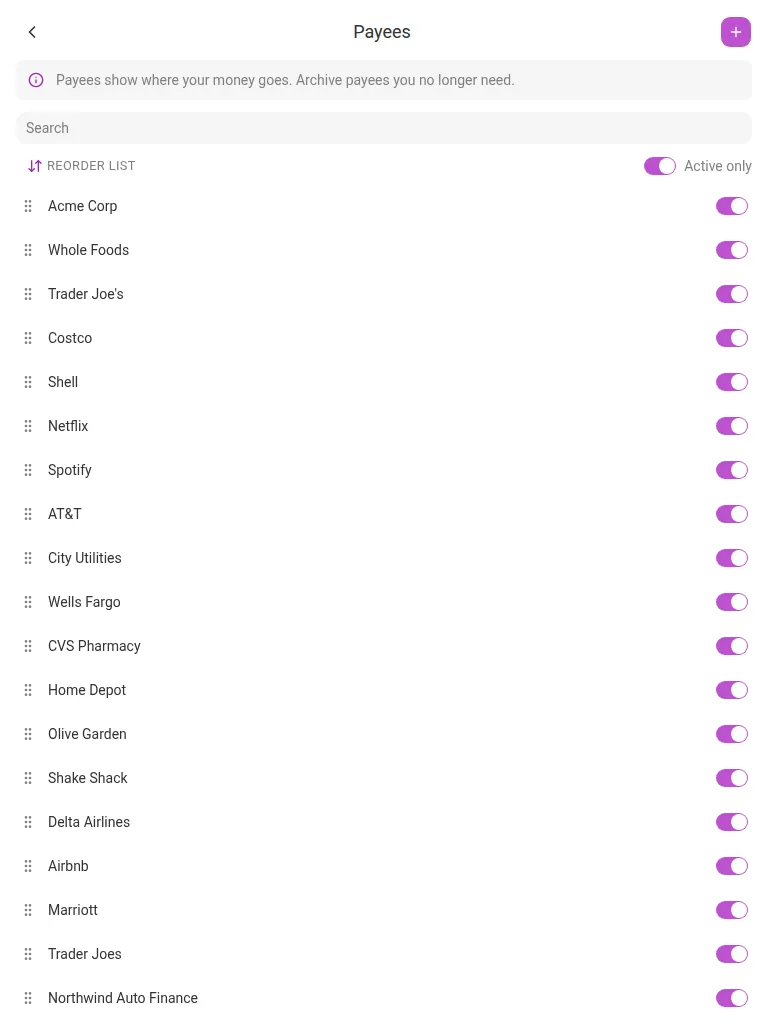 Payees
Payees show where your money goes. Archive payees you no longer need.
Search
REORDER LIST Active only
Acme Corp
Whole Foods
Trader Joe's
Costco
Shell
Netflix
Spotify
AT&T
City Utilities
Wells Fargo
CVS Pharmacy
Home Depot
Olive Garden
Shake Shack
Delta Airlines
Airbnb
Marriott
Trader Joes
Northwind Auto Finance